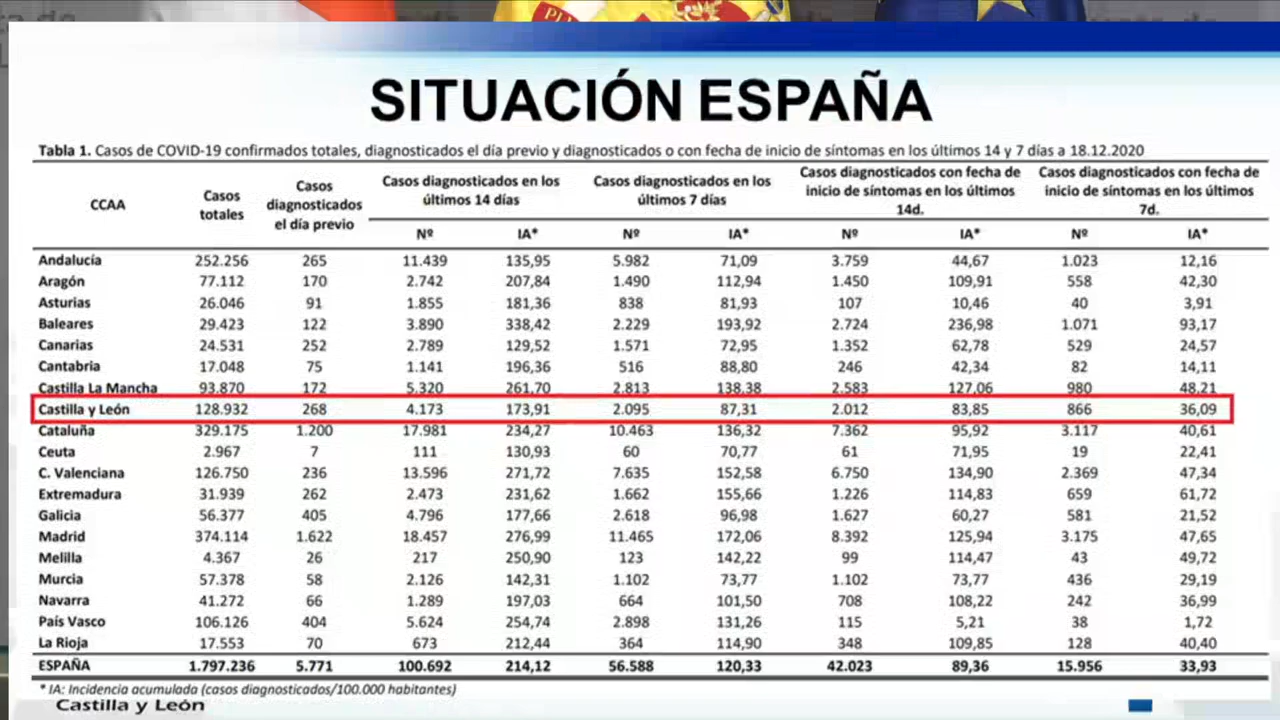 SITUACIÓN ESPAÑA
Tabla 1. Casos de COVID-19 confirmados totales, diagnosticados el día previo y diagnosticados o con fecha de inicio de síntomas en los últimos 14 y 7 días a 18.12.2020
CCAA Casos totales Casos diagnosticados el día previo Casos diagnosticados en los últimos 14 días Casos diagnosticados en los últimos 7 días Casos diagnosticados con fecha de inicio de síntomas en los últimos 14d. Casos diagnosticados con fecha de inicio de síntomas en los últimos 7d.
Nº IA* Nº IA* Nº IA* Nº IA*
Andalucía 252.256 265 11.439 135,95 5.982 71,09 3.759 44,67 1.023 12,16
Aragón 77.112 170 2.742 207,84 1.490 112,94 1.450 109,91 558 42,30
Asturias 26.046 91 1.855 181,36 838 81,93 107 10,46 40 3,91
Baleares 29.423 122 3.890 338,42 2.229 193,92 2.724 236,98 1.071 93,17
Canarias 24.531 252 2.789 129,52 1.571 72,95 1.352 62,78 529 24,57
Cantabria 17.048 75 1.141 196,36 516 88,80 246 42,34 82 14,11
Castilla La Mancha 93.870 172 5.320 261,70 2.813 138,38 2.583 127,06 980 48,21
Castilla y León 128.932 268 4.173 173,91 2.095 87,31 2.012 83,85 866 36,09
Cataluña 329.175 1.200 17.981 234,27 10.463 136,32 7.362 95,92 3.117 40,61
Ceuta 2.967 7 111 130,93 60 70,77 61 71,95 19 22,41
C. Valenciana 126.750 236 13.596 271,72 7.635 152,58 6.750 134,90 2.369 47,34
Extremadura 31.939 262 2.473 231,62 1.662 155,66 1.226 114,83 659 61,72
Galicia 56.377 405 4.796 177,66 2.618 96,98 1.627 60,27 581 21,52
Madrid 374.114 1.622 18.457 276,99 11.465 172,06 8.392 125,94 3.175 47,65
Melilla 4.367 26 217 250,90 123 142,22 99 114,47 43 49,72
Murcia 57.378 58 2.126 142,31 1.102 73,77 1.102 73,77 436 29,19
Navarra 41.272 66 1.289 197,03 664 101,50 708 108,22 242 36,99
País Vasco 106.126 404 5.624 254,74 2.898 131,26 115 5,21 38 1,72
La Rioja 17.553 70 673 212,44 364 114,90 348 109,85 128 40,40
ESPAÑA 1.797.236 5.771 100.692 214,12 56.588 120,33 42.023 89,36 15.956 33,93
* IA: Incidencia acumulada (casos diagnosticados/100.000 habitantes)
Castilla y León